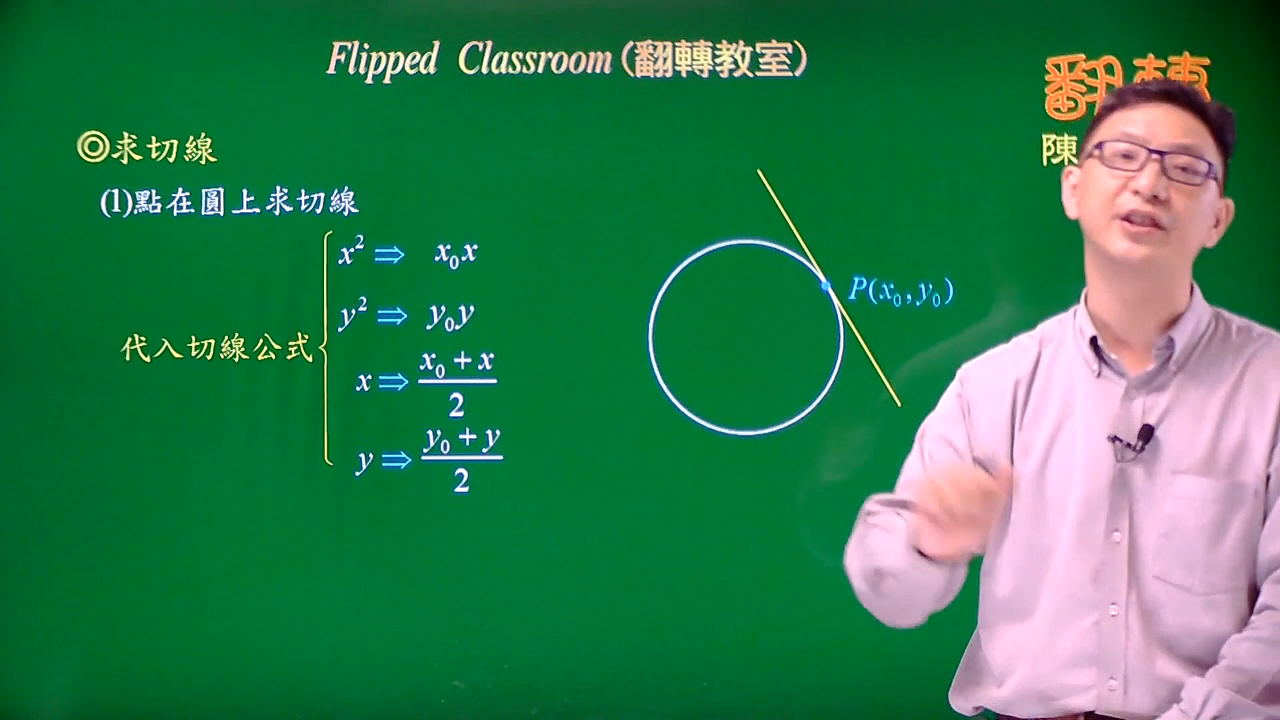 Flipped Classroom (翻轉教室)
翻轉
陳
◎求切線
(1)點在圓上求切線
x² ⇒ x₀x
y² ⇒ y₀y
代入切線公式
x ⇒ (x₀ + x)/2
y ⇒ (y₀ + y)/2
P(x₀, y₀)